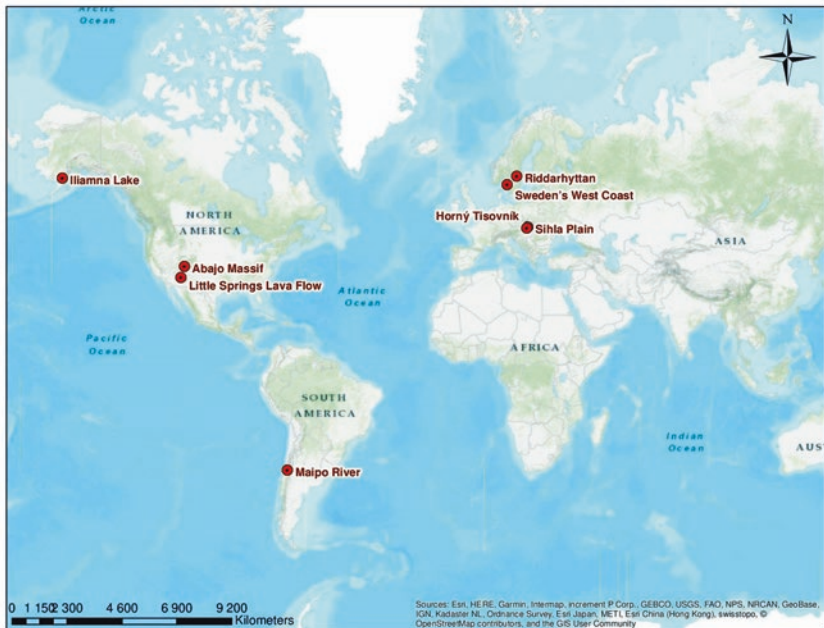 Arctic
Ocean
N
Iliamna Lake
Riddarhyttan
Sweden's West Coast
NORTH
AMERICA
Horný Tisovník
Sihla Plain
ASIA
Abajo Massif
Little Springs Lava Flow
Atlantic
Ocean
Pacific
Ocean
AFRICA
SOUTH
AMERICA
Indian
Ocean
AUS
Maipo River
0 1 150 2 300 4 600 6 900 9 200
Kilometers
Sources: Esri, HERE, Garmin, Intermap, increment P Corp., GEBCO, USGS, FAO, NPS, NRCAN, GeoBase,
IGN, Kadaster NL, Ordnance Survey, Esri Japan, METI, Esri China (Hong Kong), swisstopo, ©
OpenStreetMap contributors, and the GIS User Community